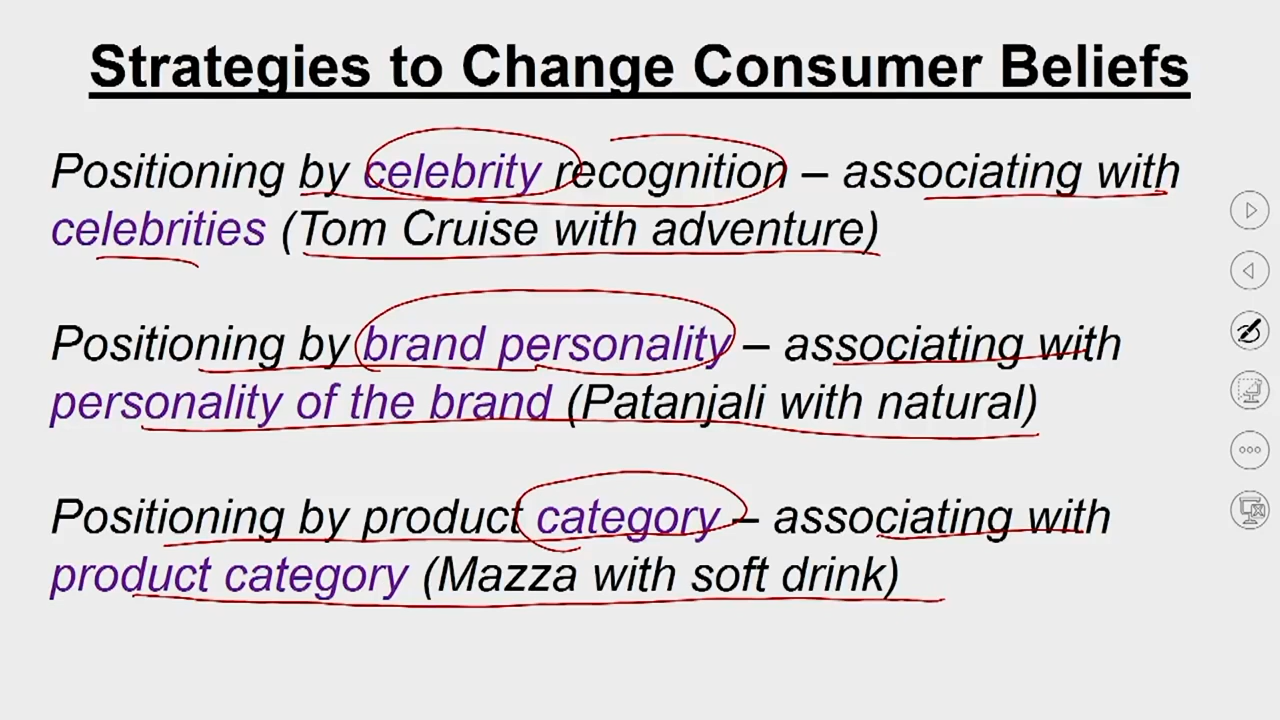 Strategies to Change Consumer Beliefs
Positioning by celebrity recognition – associating with
celebrities (Tom Cruise with adventure)
Positioning by brand personality – associating with
personality of the brand (Patanjali with natural)
Positioning by product category – associating with
product category (Mazza with soft drink)